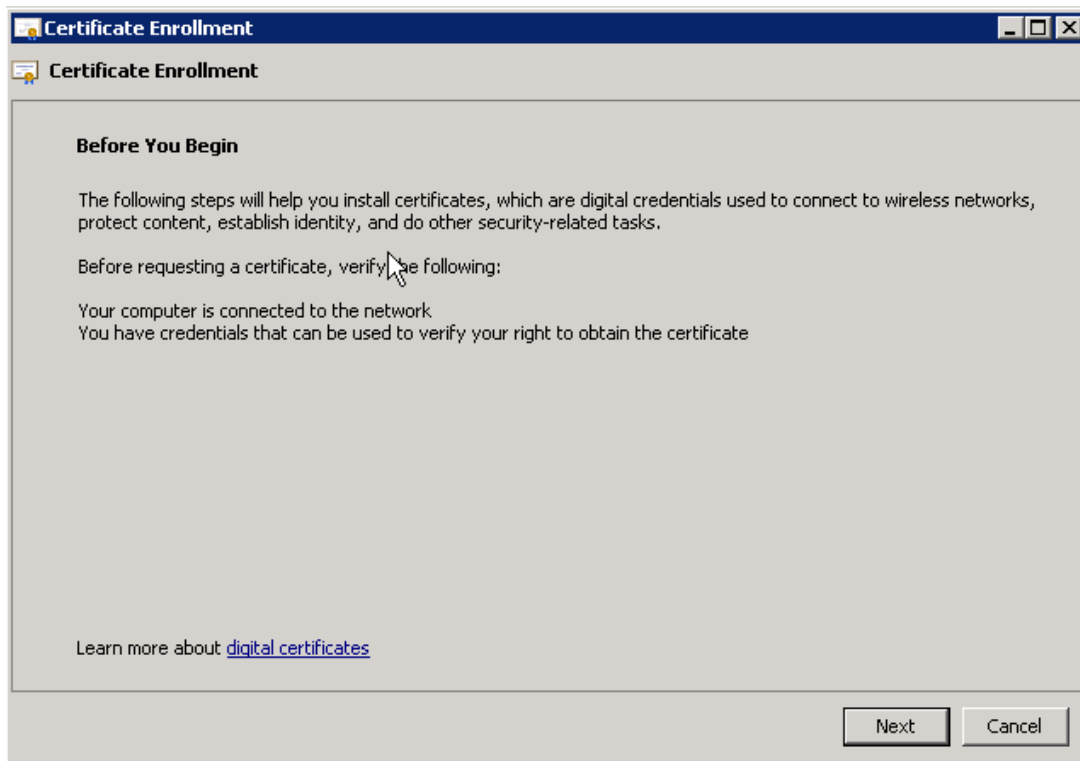 Certificate Enrollment
Certificate Enrollment
Before You Begin
The following steps will help you install certificates, which are digital credentials used to connect to wireless networks,
protect content, establish identity, and do other security-related tasks.
Before requesting a certificate, verify the following:
Your computer is connected to the network
You have credentials that can be used to verify your right to obtain the certificate
Learn more about digital certificates
Next
Cancel